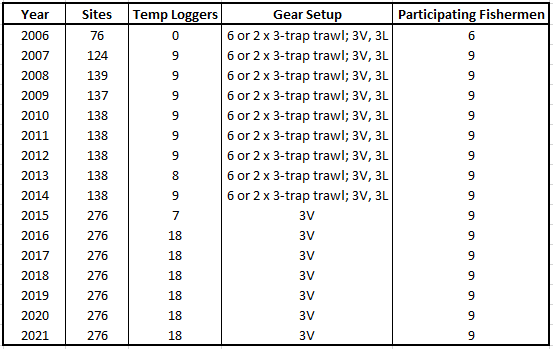 Year Sites Temp Loggers Gear Setup Participating Fishermen
2006 76 0 6 or 2 x 3-trap trawl; 3V, 3L 6
2007 124 9 6 or 2 x 3-trap trawl; 3V, 3L 9
2008 139 9 6 or 2 x 3-trap trawl; 3V, 3L 9
2009 137 9 6 or 2 x 3-trap trawl; 3V, 3L 9
2010 138 9 6 or 2 x 3-trap trawl; 3V, 3L 9
2011 138 9 6 or 2 x 3-trap trawl; 3V, 3L 9
2012 138 9 6 or 2 x 3-trap trawl; 3V, 3L 9
2013 138 8 6 or 2 x 3-trap trawl; 3V, 3L 9
2014 138 9 6 or 2 x 3-trap trawl; 3V, 3L 9
2015 276 7 3V 9
2016 276 18 3V 9
2017 276 18 3V 9
2018 276 18 3V 9
2019 276 18 3V 9
2020 276 18 3V 9
2021 276 18 3V 9